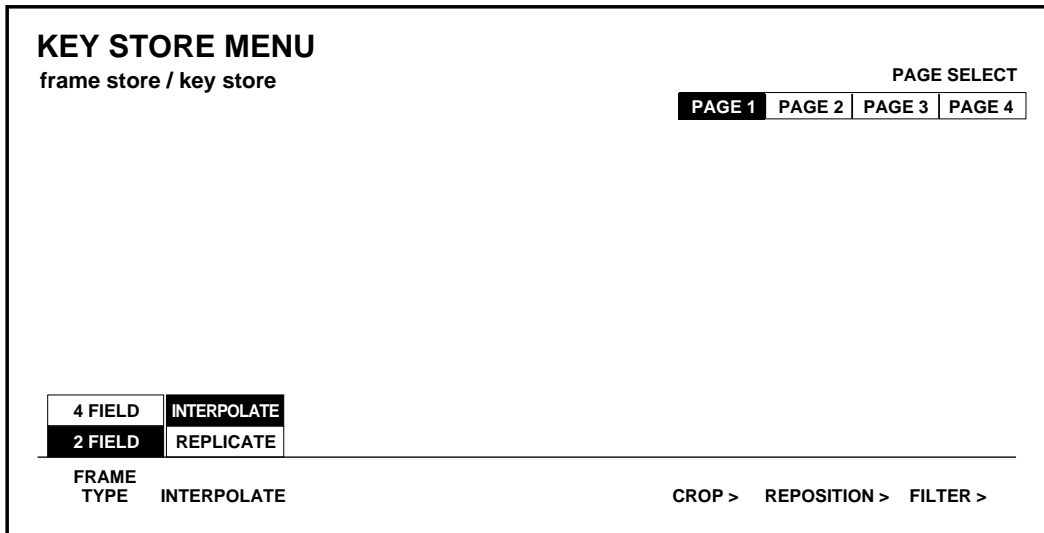 KEY STORE MENU
frame store / key store
PAGE SELECT
PAGE 1 PAGE 2 PAGE 3 PAGE 4
4 FIELD INTERPOLATE
2 FIELD REPLICATE
FRAME
TYPE INTERPOLATE CROP > REPOSITION > FILTER >